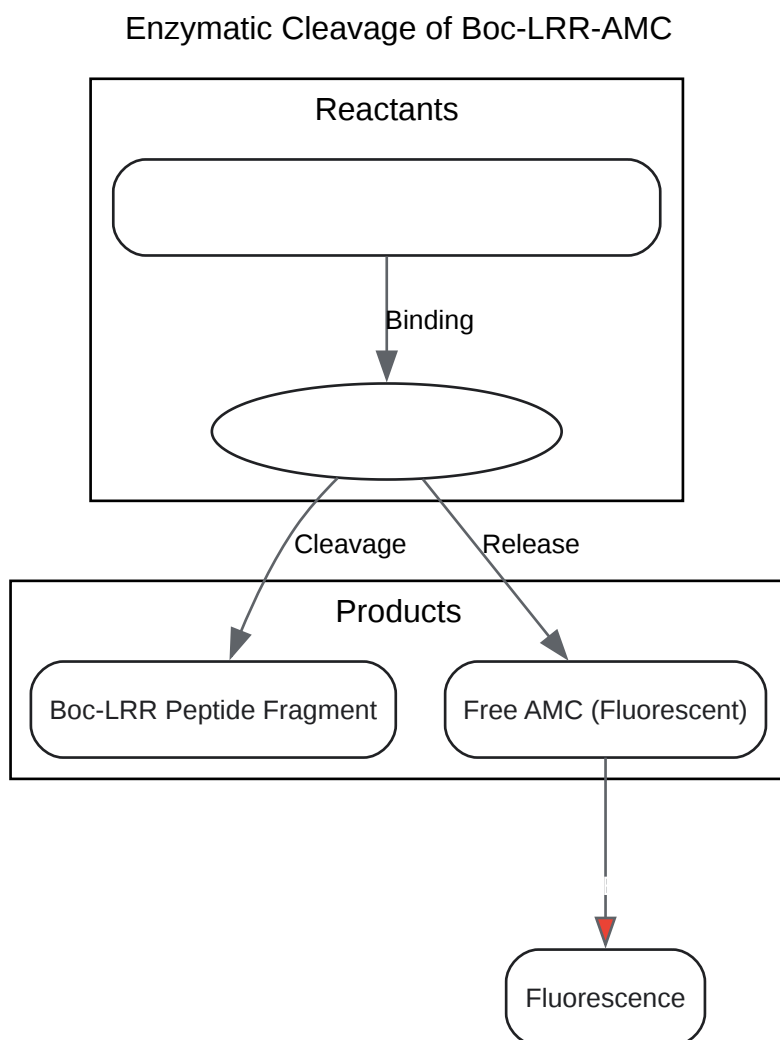 Enzymatic Cleavage of Boc-LRR-AMC
Reactants
Binding
Cleavage
Release
Products
Boc-LRR Peptide Fragment
Free AMC (Fluorescent)
Fluorescence